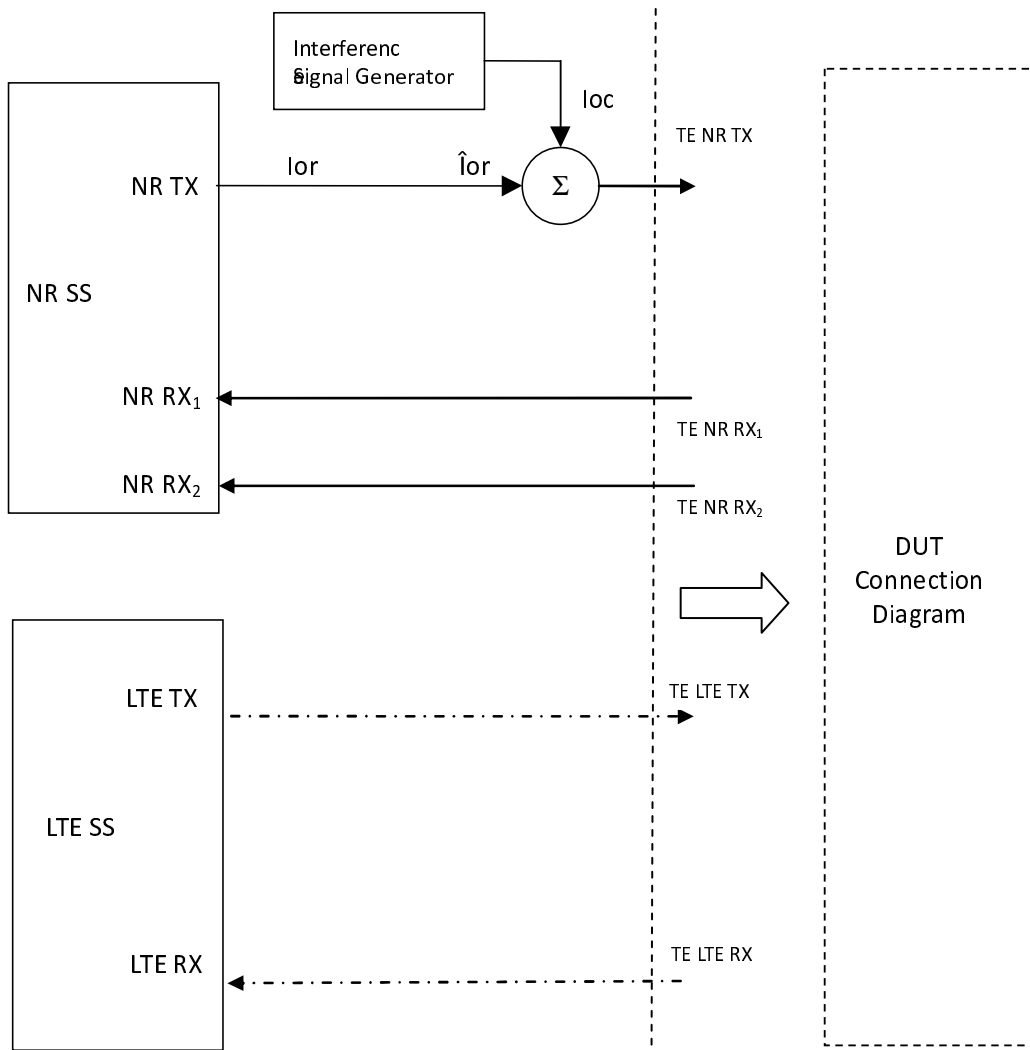 Interferenc
e
Signal Generator
Ioc
TE NR TX
Ior
Îor
NR TX
Σ
NR SS
NR RX₁
TE NR RX₁
NR RX₂
TE NR RX₂
DUT
Connection
Diagram
LTE TX
TE LTE TX
LTE SS
LTE RX
TE LTE RX